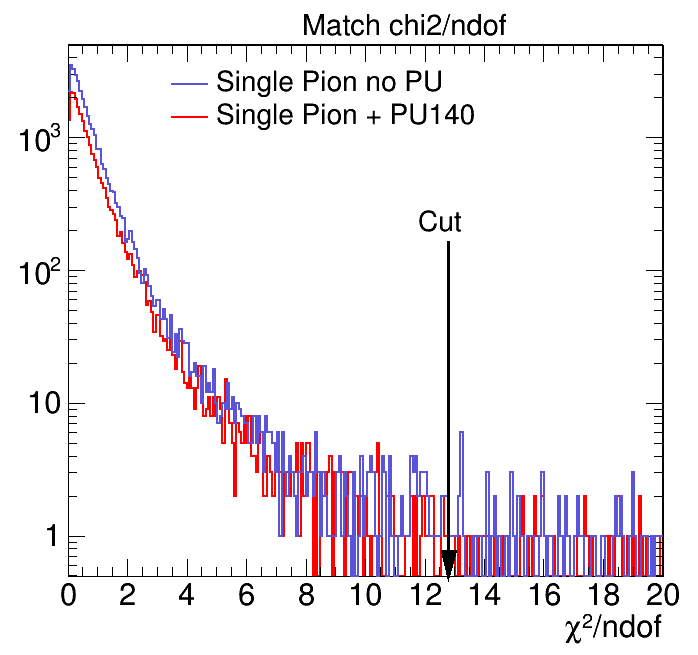 Match chi2/ndof
Single Pion no PU
Single Pion + PU140
10³
Cut
10²
10
1
0 2 4 6 8 10 12 14 16 18 20
χ²/ndof